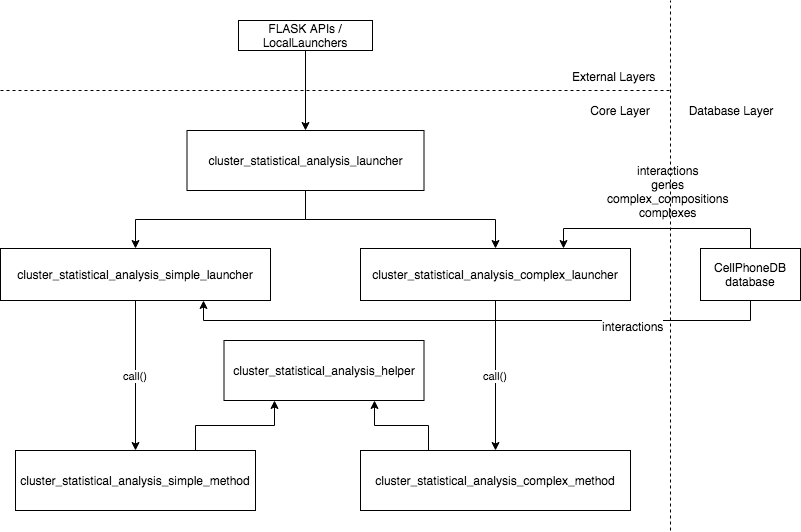 FLASK APIs /
LocalLaunchers
External Layers
Core Layer
Database Layer
cluster_statistical_analysis_launcher
interactions
genes
complex_compositions
complexes
cluster_statistical_analysis_simple_launcher
cluster_statistical_analysis_complex_launcher
CellPhoneDB
database
interactions
cluster_statistical_analysis_helper
call()
call()
cluster_statistical_analysis_simple_method
cluster_statistical_analysis_complex_method